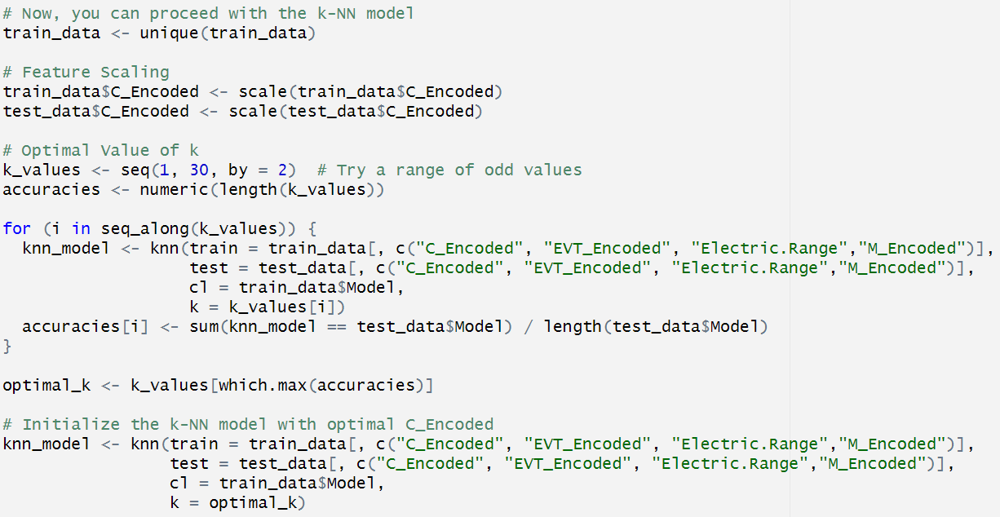 # Now, you can proceed with the k-NN model
train_data <- unique(train_data)
# Feature Scaling
train_data$C_Encoded <- scale(train_data$C_Encoded)
test_data$C_Encoded <- scale(test_data$C_Encoded)
# Optimal Value of k
k_values <- seq(1, 30, by = 2)  # Try a range of odd values
accuracies <- numeric(length(k_values))
for (i in seq_along(k_values)) {
  knn_model <- knn(train = train_data[, c("C_Encoded", "EVT_Encoded", "Electric.Range","M_Encoded")],
                   test = test_data[, c("C_Encoded", "EVT_Encoded", "Electric.Range","M_Encoded")],
                   cl = train_data$Model,
                   k = k_values[i])
  accuracies[i] <- sum(knn_model == test_data$Model) / length(test_data$Model)
}
optimal_k <- k_values[which.max(accuracies)]
# Initialize the k-NN model with optimal C_Encoded
knn_model <- knn(train = train_data[, c("C_Encoded", "EVT_Encoded", "Electric.Range","M_Encoded")],
                 test = test_data[, c("C_Encoded", "EVT_Encoded", "Electric.Range","M_Encoded")],
                 cl = train_data$Model,
                 k = optimal_k)